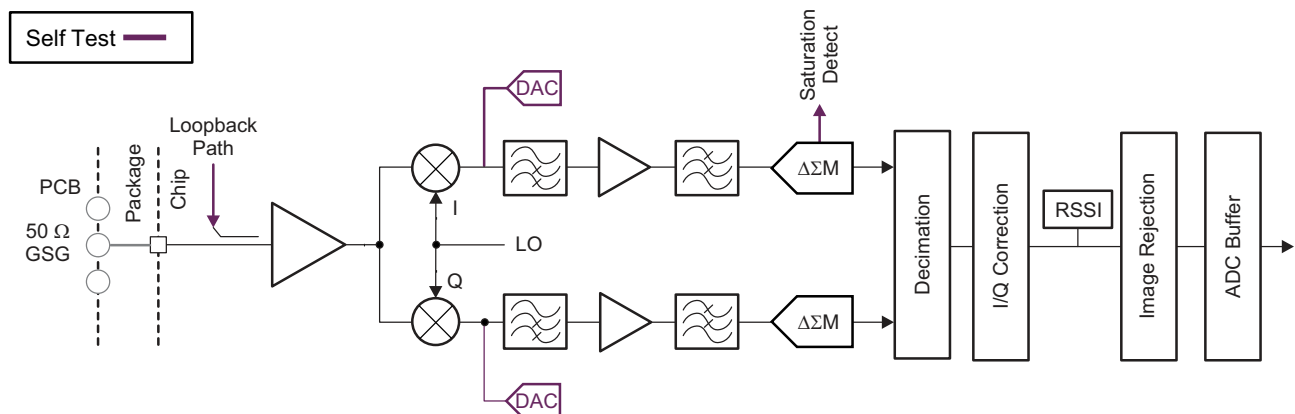 Self Test
DAC
Saturation
Detect
Loopback
Path
PCB
Package
Chip
50 Ω
GSG
I
LO
Q
ΔΣM
ΔΣM
DAC
Decimation
I/Q Correction
RSSI
Image Rejection
ADC Buffer